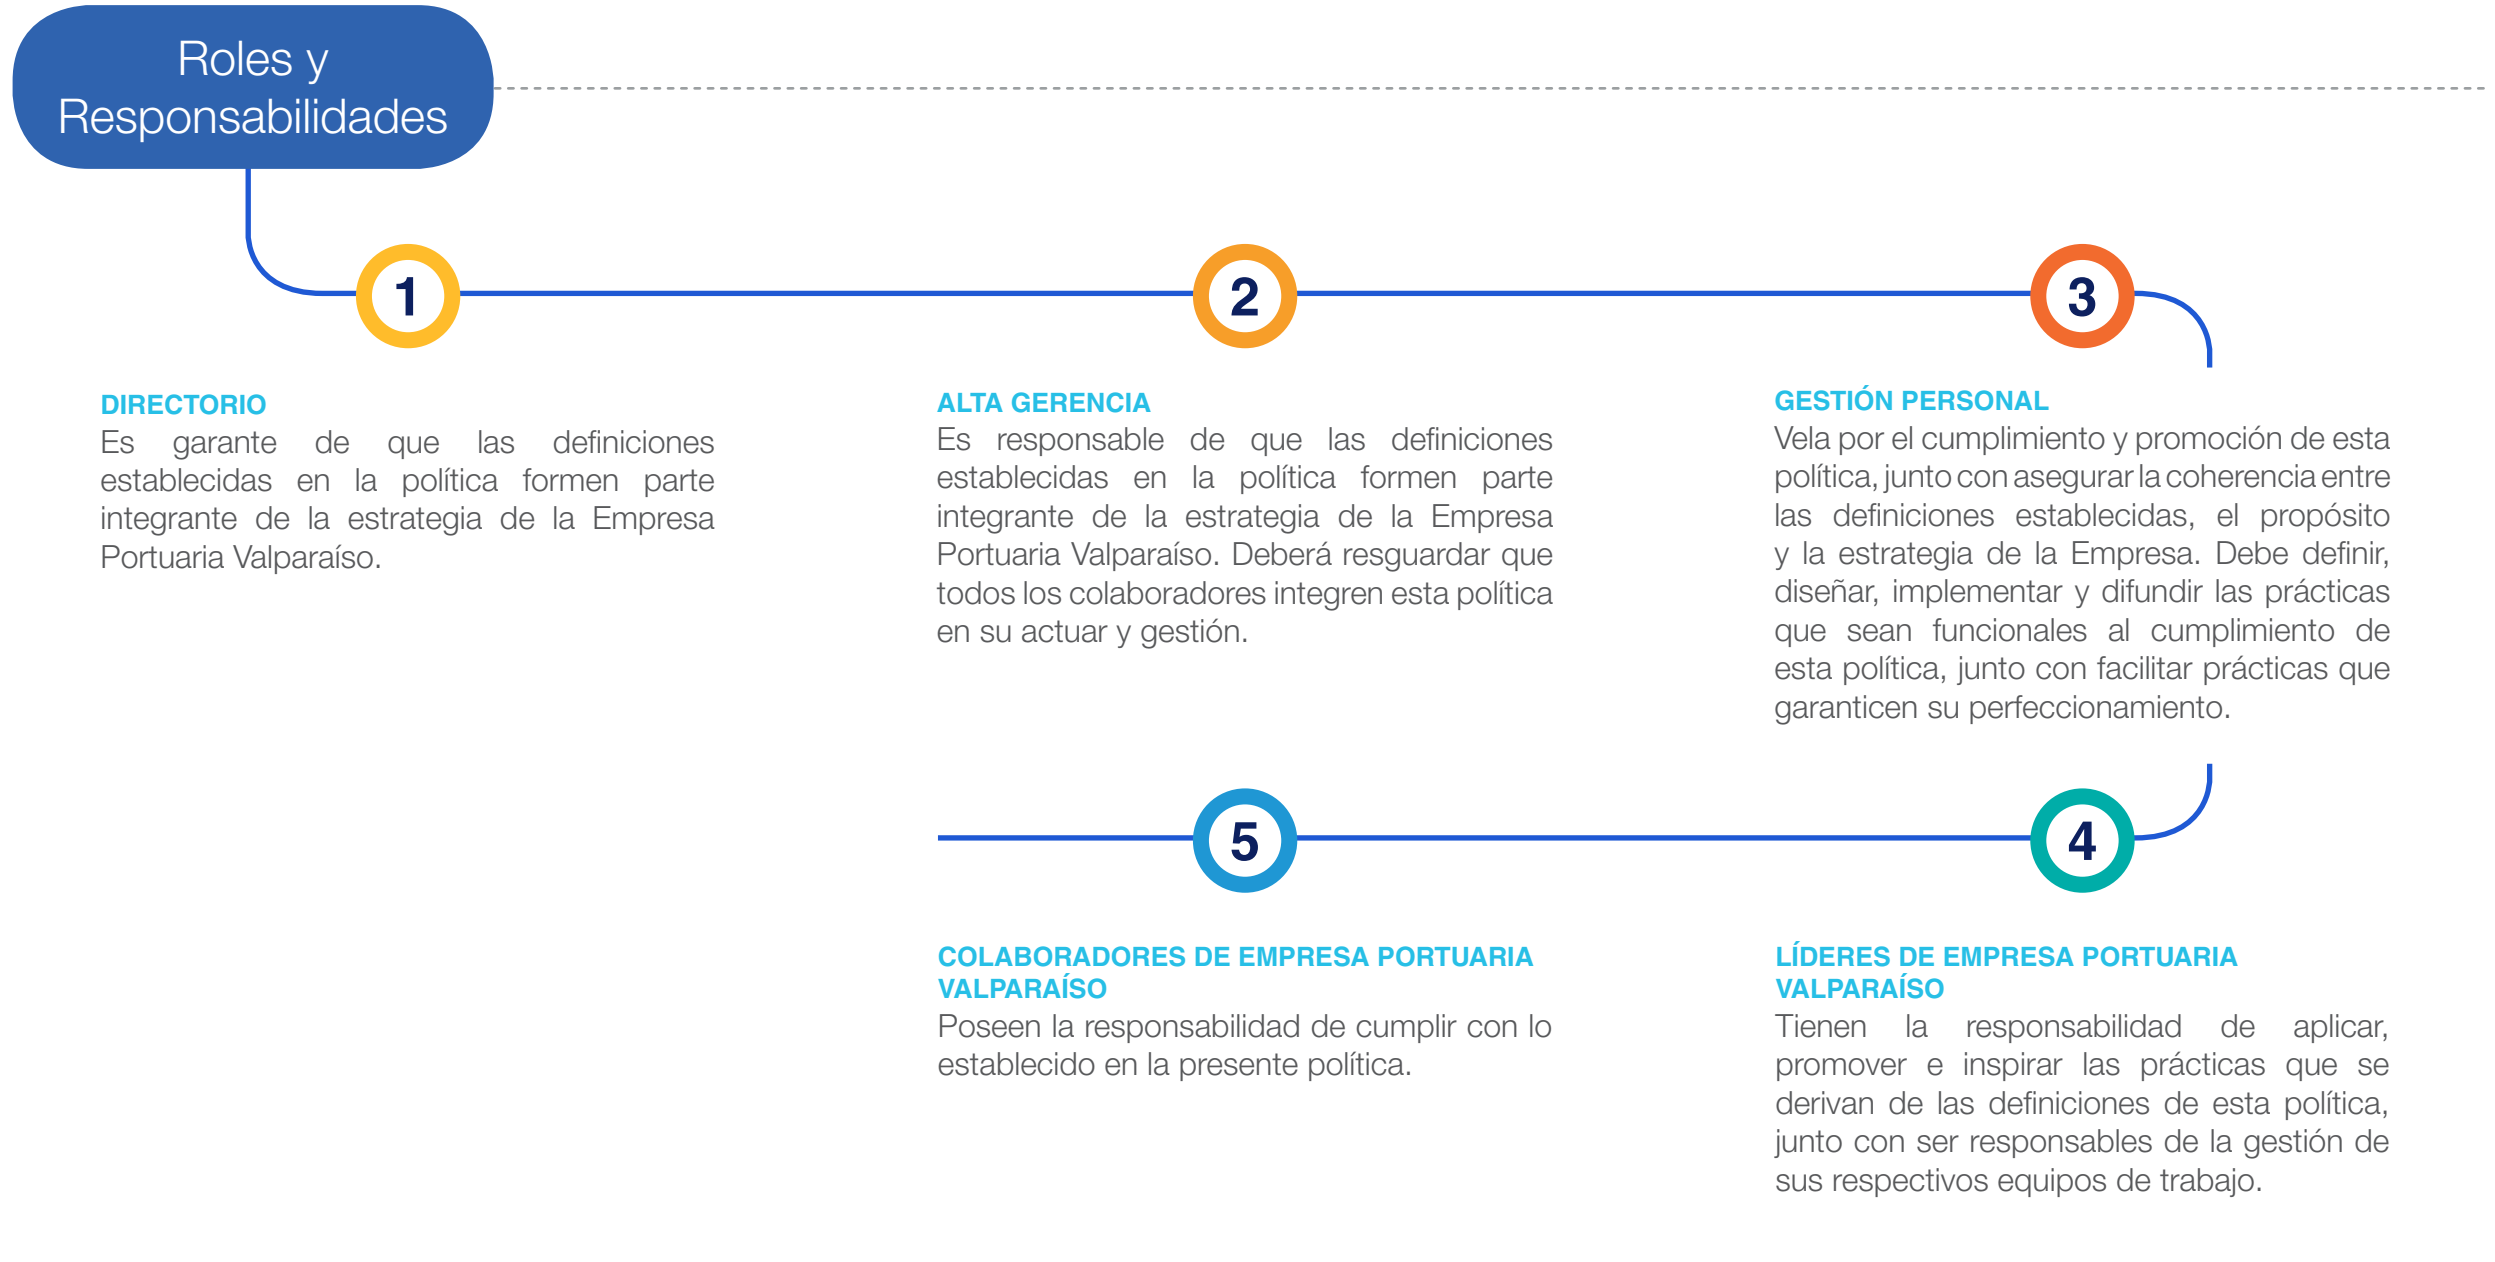 Roles y
Responsabilidades
1
DIRECTORIO
Es garante de que las definiciones
establecidas en la política formen parte
integrante de la estrategia de la Empresa
Portuaria Valparaíso.
2
ALTA GERENCIA
Es responsable de que las definiciones
establecidas en la política formen parte
integrante de la estrategia de la Empresa
Portuaria Valparaíso. Deberá resguardar que
todos los colaboradores integren esta política
en su actuar y gestión.
3
GESTIÓN PERSONAL
Vela por el cumplimiento y promoción de esta
política, junto con asegurar la coherencia entre
las definiciones establecidas, el propósito
y la estrategia de la Empresa. Debe definir,
diseñar, implementar y difundir las prácticas
que sean funcionales al cumplimiento de
esta política, junto con facilitar prácticas que
garanticen su perfeccionamiento.
4
LÍDERES DE EMPRESA PORTUARIA
VALPARAÍSO
Tienen la responsabilidad de aplicar,
promover e inspirar las prácticas que se
derivan de las definiciones de esta política,
junto con ser responsables de la gestión de
sus respectivos equipos de trabajo.
5
COLABORADORES DE EMPRESA PORTUARIA
VALPARAÍSO
Poseen la responsabilidad de cumplir con lo
establecido en la presente política.